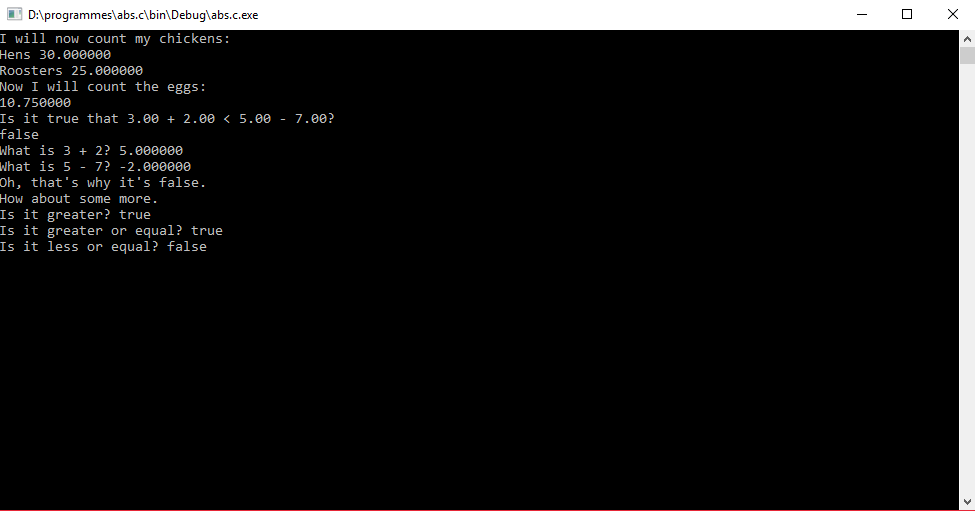 D:\programmes\abs.c\bin\Debug\abs.c.exe
I will now count my chickens:
Hens 30.000000
Roosters 25.000000
Now I will count the eggs:
10.750000
Is it true that 3.00 + 2.00 < 5.00 - 7.00?
false
What is 3 + 2? 5.000000
What is 5 - 7? -2.000000
Oh, that's why it's false.
How about some more.
Is it greater? true
Is it greater or equal? true
Is it less or equal? false